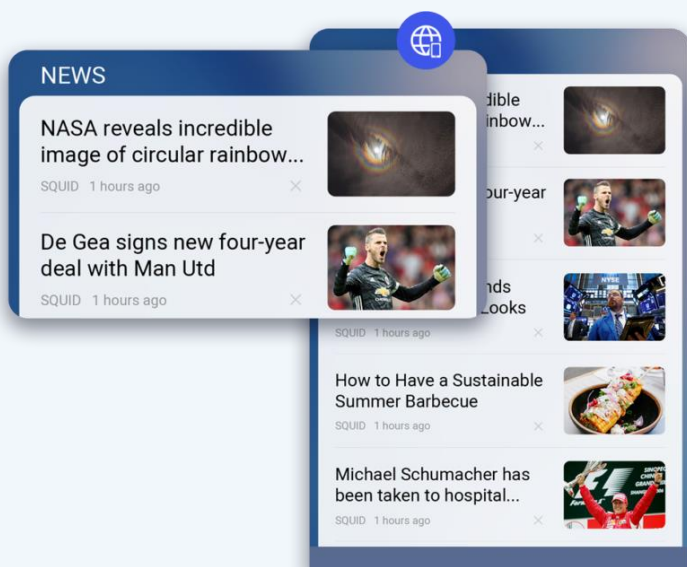 NEWS
NASA reveals incredible
image of circular rainbow...
SQUID 1 hours ago
De Gea signs new four-year
deal with Man Utd
SQUID 1 hours ago
inbow...
our-year
Looks
SQUID 1 hours ago
How to Have a Sustainable
Summer Barbecue
SQUID 1 hours ago
Michael Schumacher has
been taken to hospital...
SQUID 1 hours ago
NYSE